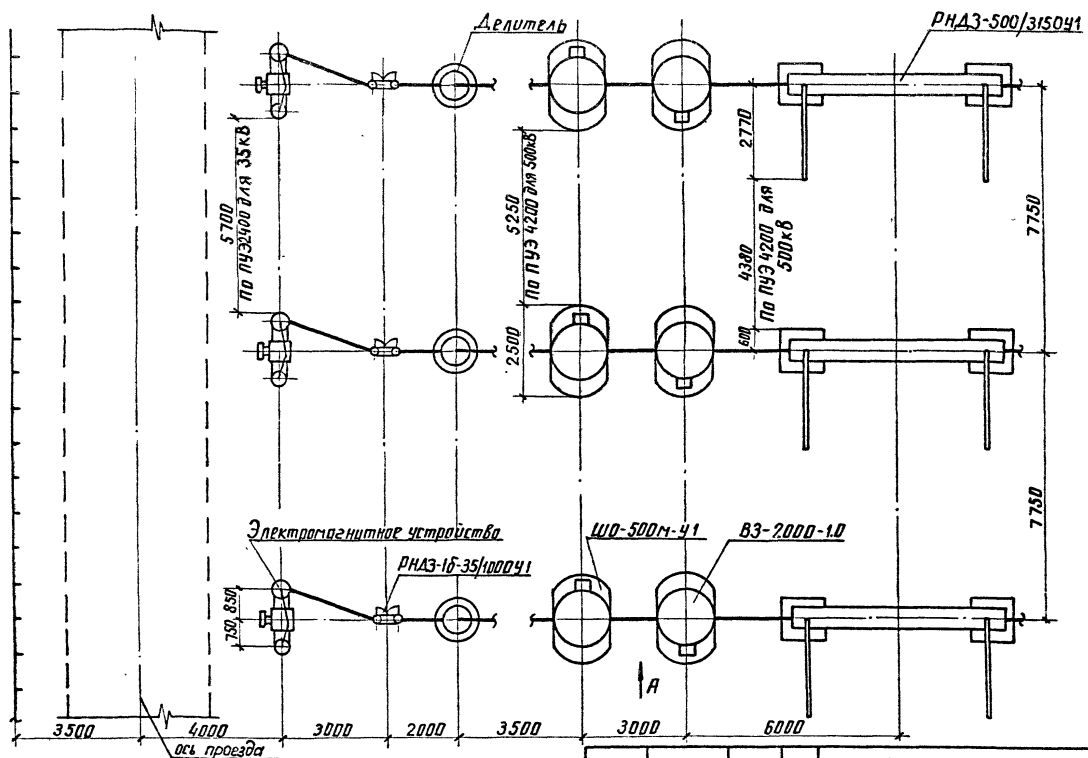 Делитель
РНДЗ-500/3150У1
5700
По ПУЭ 2400 для 35кВ
5250
По ПУЭ 4200 для 500кВ
2500
2770
4380
По ПУЭ 4200 для
500кВ
600
7750
7750
Электромагнитное устройство
РНДЗ-1б-35/1000У1
ШО-500м-У1
ВЗ-2000-1.0
850
750
А
3500
4000
3000
2000
3500
3000
6000
ось проезда